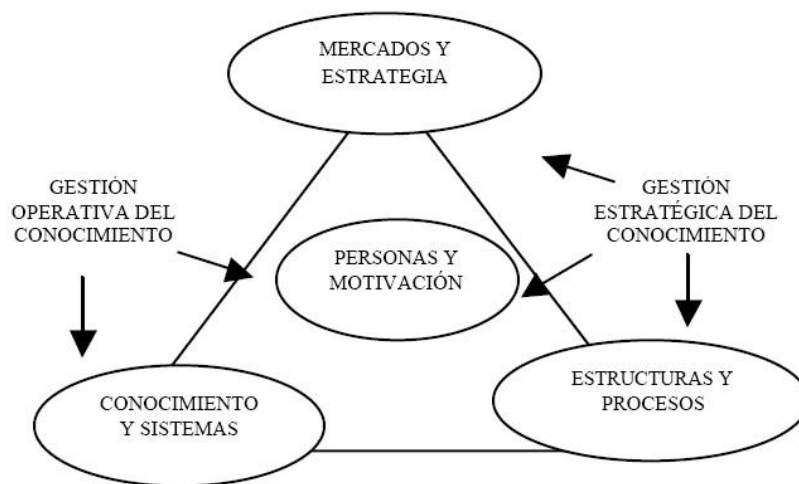 MERCADOS Y
ESTRATEGIA
GESTIÓN
OPERATIVA DEL
CONOCIMIENTO
GESTIÓN
ESTRATÉGICA DEL
CONOCIMIENTO
PERSONAS Y
MOTIVACIÓN
CONOCIMIENTO
Y SISTEMAS
ESTRUCTURAS Y
PROCESOS